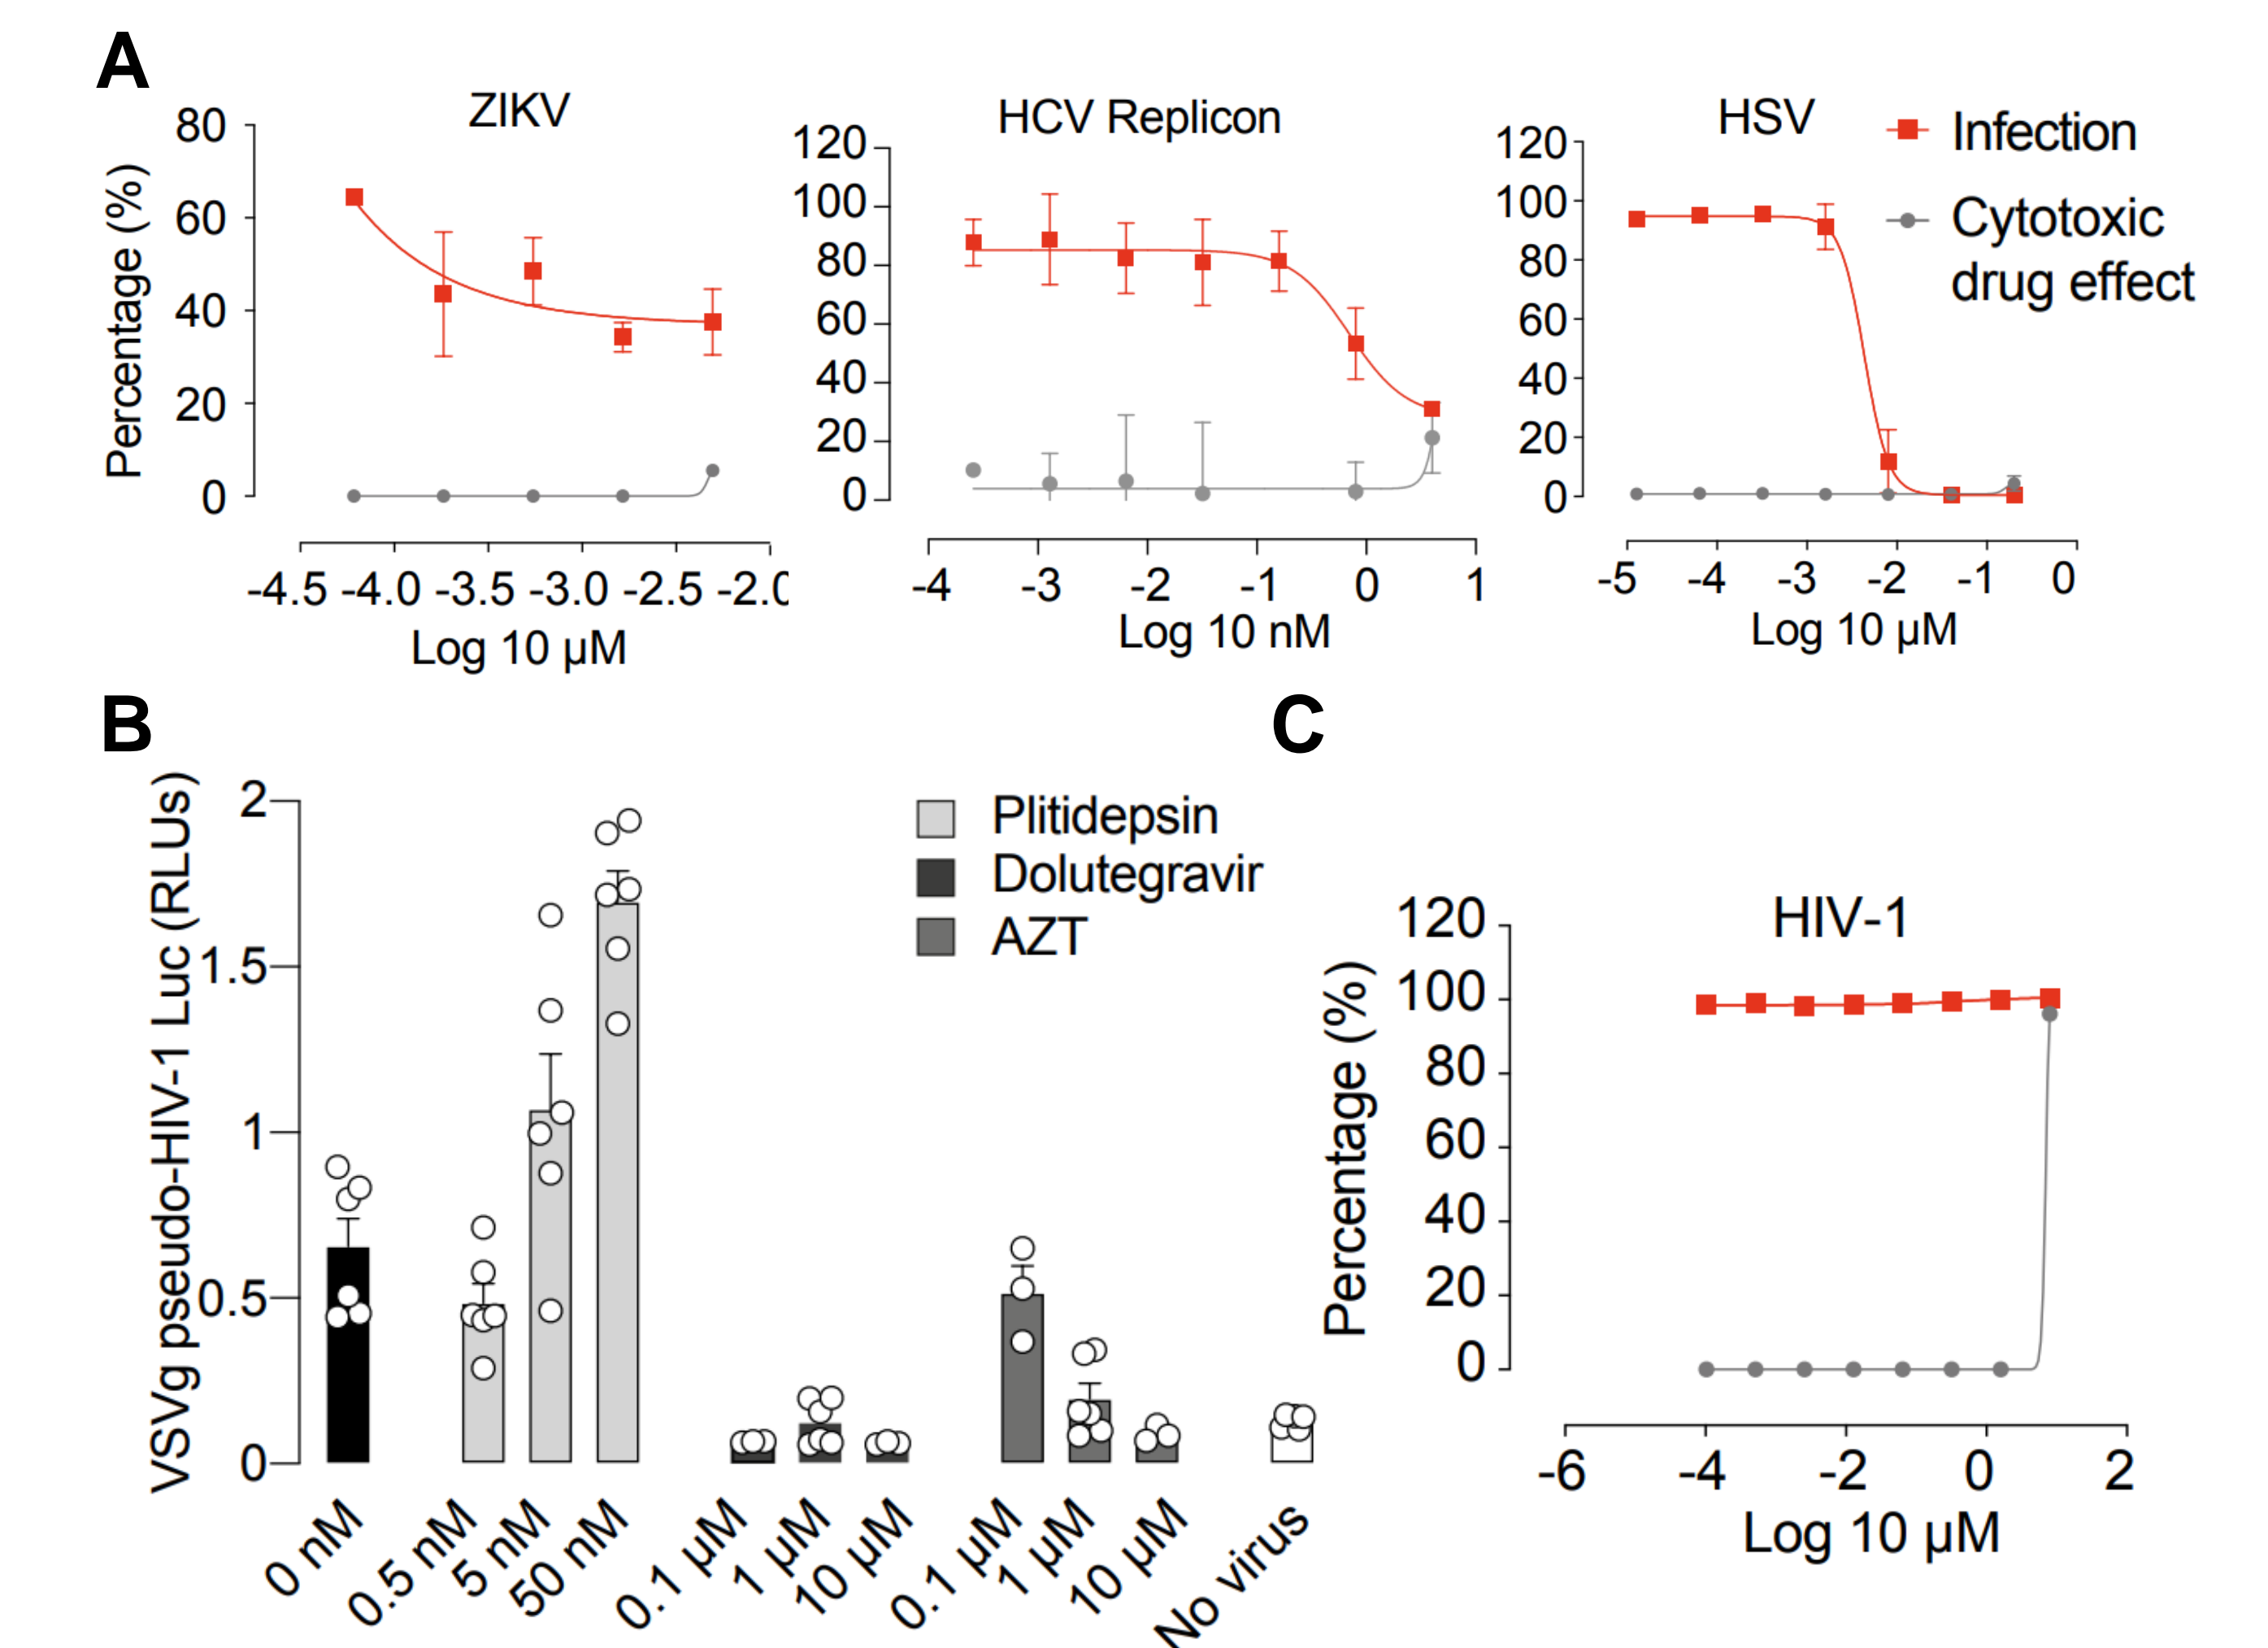 A
ZIKV
HCV Replicon
HSV
Infection
Cytotoxic
drug effect
Percentage (%)
80
60
40
20
0
-4.5 -4.0 -3.5 -3.0 -2.5 -2.0
Log 10 µM
120
100
80
60
40
20
0
-4 -3 -2 -1 0 1
Log 10 nM
120
100
80
60
40
20
0
-5 -4 -3 -2 -1 0
Log 10 µM
B
VSVg pseudo-HIV-1 Luc (RLUs)
2
1.5
1
0.5
0
Plitidepsin
Dolutegravir
AZT
0 nM
0.5 nM
5 nM
50 nM
0.1 µM
1 µM
10 µM
0.1 µM
1 µM
10 µM
No virus
C
HIV-1
Percentage (%)
120
100
80
60
40
20
0
-6 -4 -2 0 2
Log 10 µM